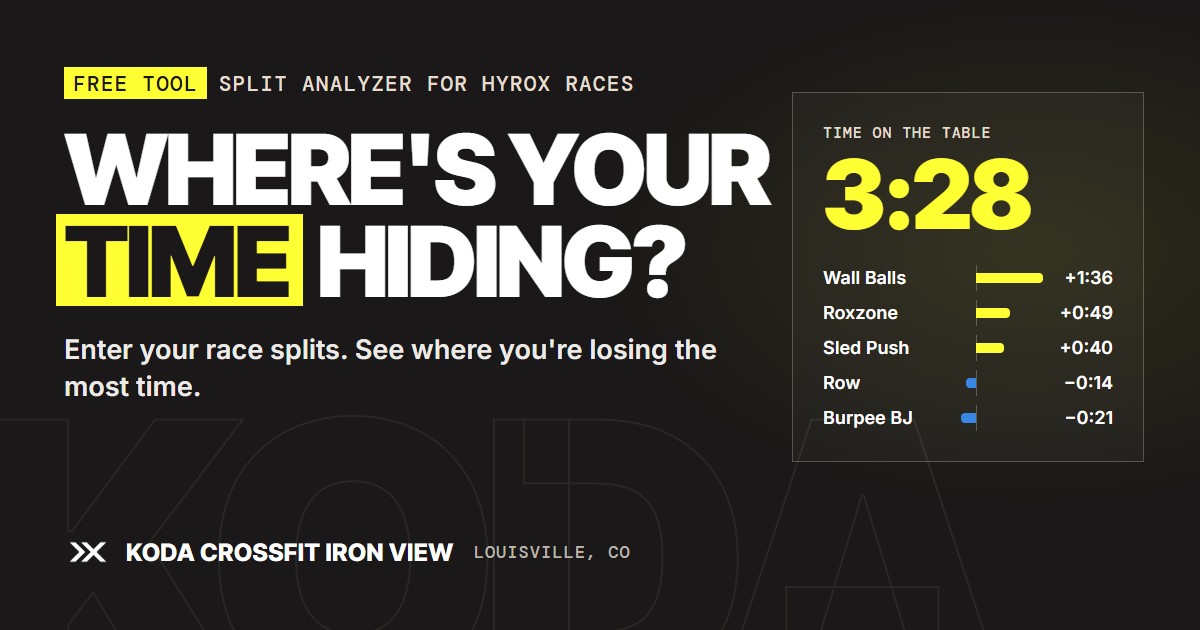 FREE TOOL SPLIT ANALYZER FOR HYROX RACES
WHERE'S YOUR
TIME HIDING?
Enter your race splits. See where you're losing the
most time.
TIME ON THE TABLE
3:28
Wall Balls +1:36
Roxzone +0:49
Sled Push +0:40
Row −0:14
Burpee BJ −0:21
KODA
KODA CROSSFIT IRON VIEW LOUISVILLE, CO